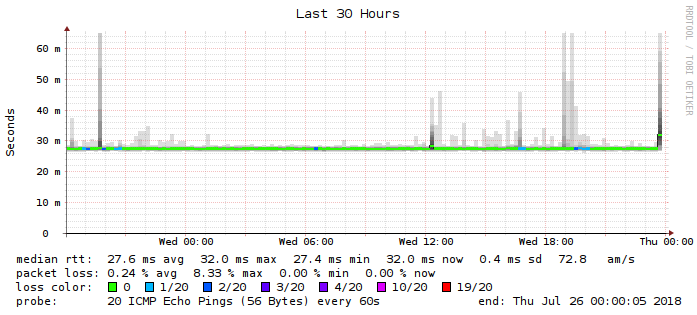 Last 30 Hours
RRDTOOL / TOBI OETIKER
Seconds
60 m
50 m
40 m
30 m
20 m
10 m
0
Wed 00:00 Wed 06:00 Wed 12:00 Wed 18:00 Thu 00:00
median rtt: 27.6 ms avg 32.0 ms max 27.4 ms min 32.0 ms now 0.4 ms sd 72.8 am/s
packet loss: 0.24 % avg 8.33 % max 0.00 % min 0.00 % now
loss color: 0 1/20 2/20 3/20 4/20 10/20 19/20
probe: 20 ICMP Echo Pings (56 Bytes) every 60s end: Thu Jul 26 00:00:05 2018